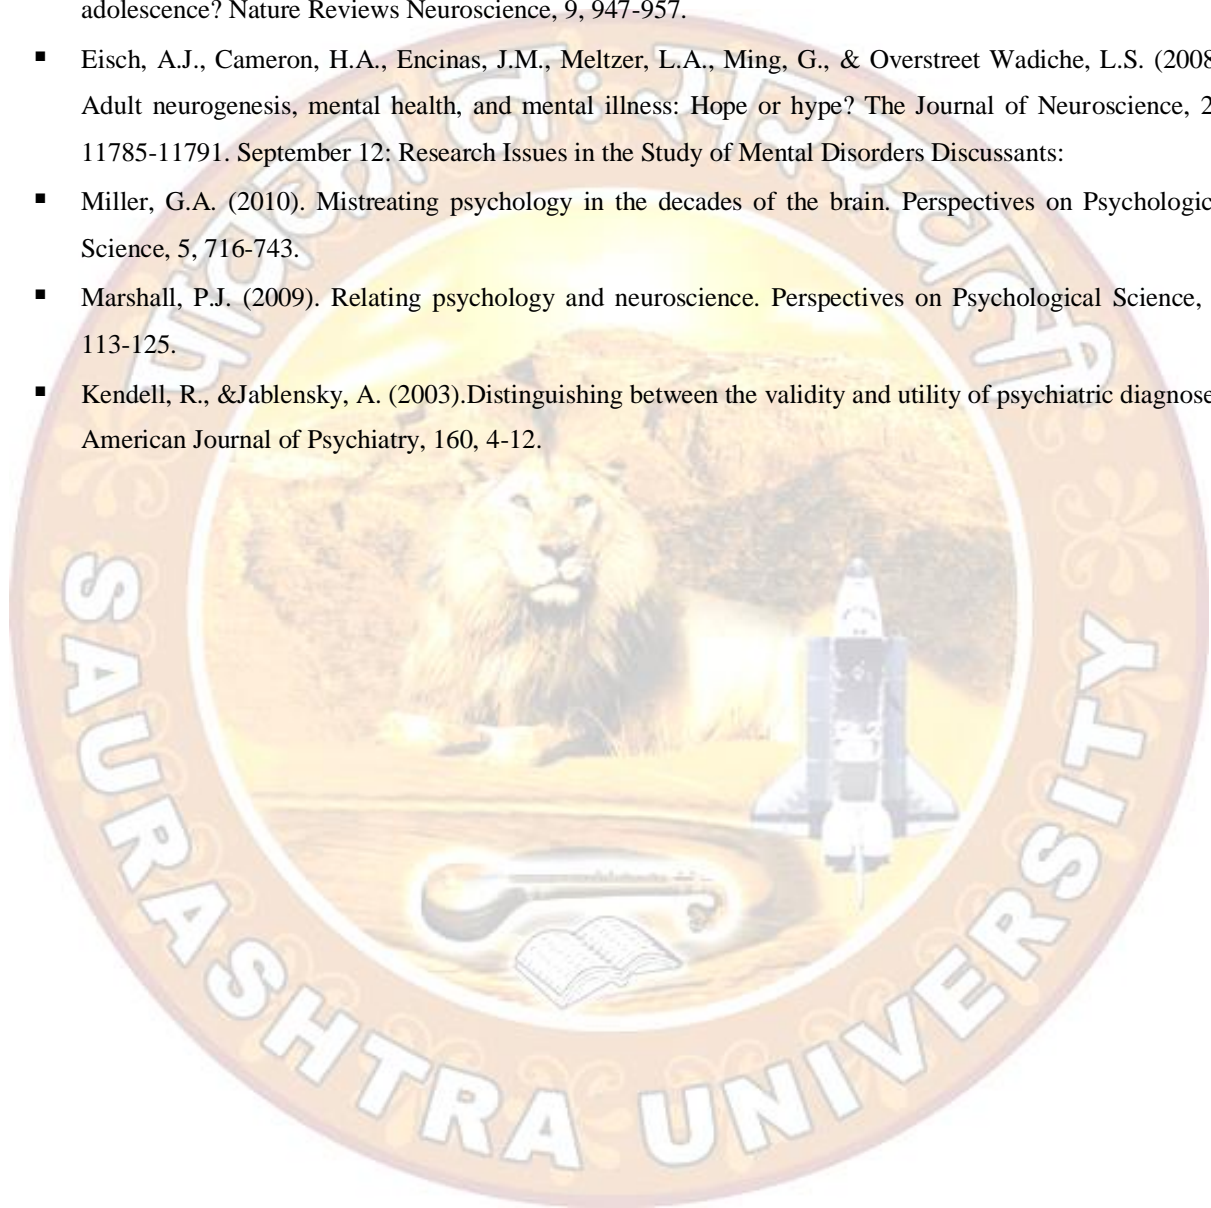 adolescence? Nature Reviews Neuroscience, 9, 947-957.
▪ Eisch, A.J., Cameron, H.A., Encinas, J.M., Meltzer, L.A., Ming, G., & Overstreet Wadiche, L.S. (2008
Adult neurogenesis, mental health, and mental illness: Hope or hype? The Journal of Neuroscience, 2
11785-11791. September 12: Research Issues in the Study of Mental Disorders Discussants:
▪ Miller, G.A. (2010). Mistreating psychology in the decades of the brain. Perspectives on Psychologic
Science, 5, 716-743.
▪ Marshall, P.J. (2009). Relating psychology and neuroscience. Perspectives on Psychological Science,
113-125.
▪ Kendell, R., &Jablensky, A. (2003).Distinguishing between the validity and utility of psychiatric diagnose
American Journal of Psychiatry, 160, 4-12.
पावका नः सरस्वती
SAURASHTRA UNIVERSITY